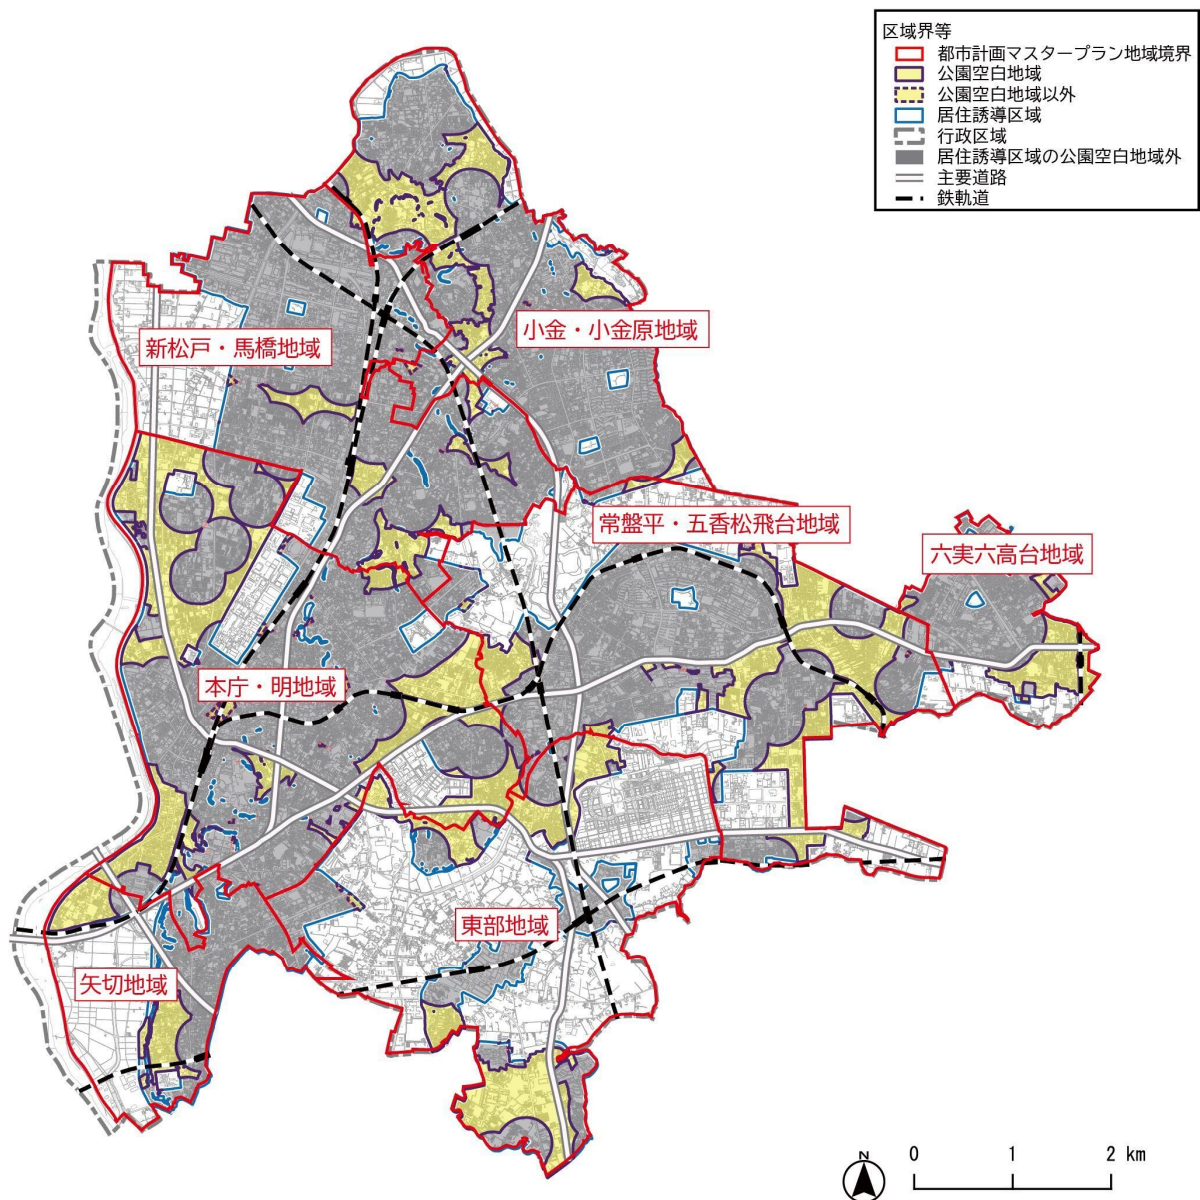 区域界等
都市計画マスタープラン地域境界
公園空白地域
公園空白地域以外
居住誘導区域
行政区域
居住誘導区域の公園空白地域外
主要道路
鉄軌道
新松戸・馬橋地域
小金・小金原地域
常盤平・五香松飛台地域
六実六高台地域
本庁・明地域
東部地域
矢切地域
N
0 1 2 km